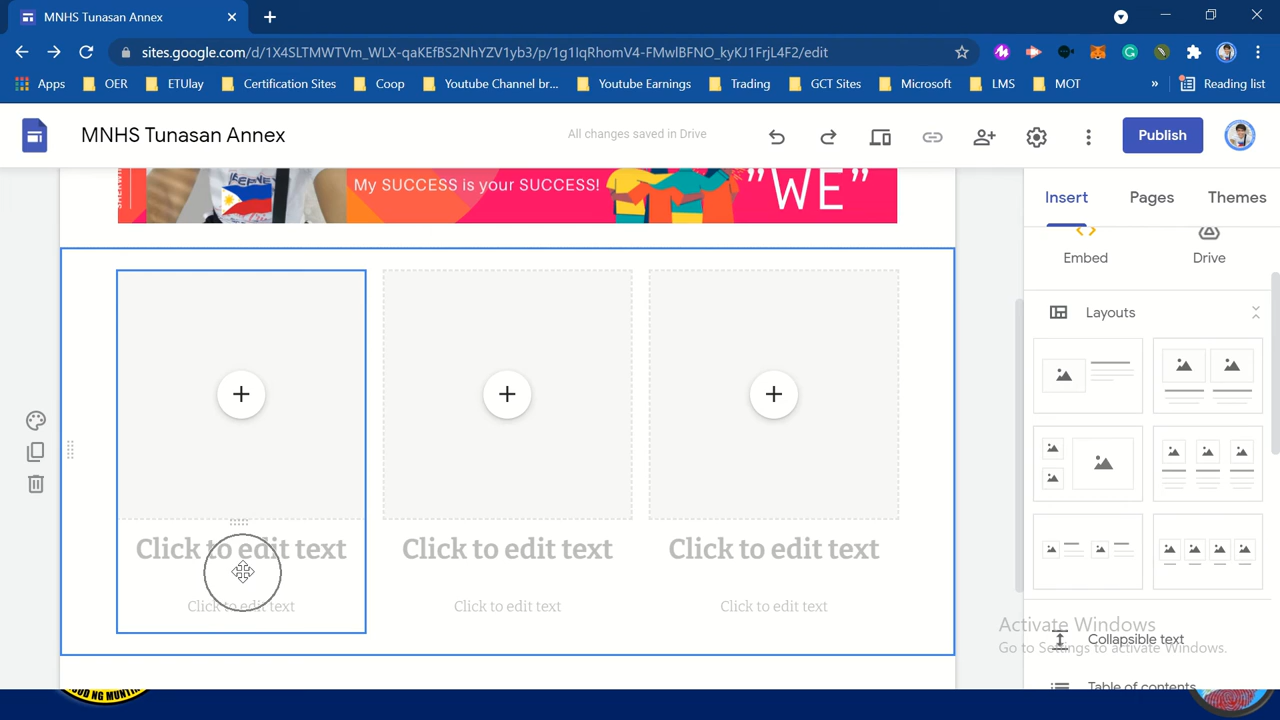 MNHS Tunasan Annex
sites.google.com/d/1X4SLTMWTVm_WLX-qaKEfBS2NhYZV1yb3/p/1g1IqRhomV4-FMwlBFNO_kyKJ1FrjL4F2/edit
Apps OER ETUlay Certification Sites Coop Youtube Channel br... Youtube Earnings Trading GCT Sites Microsoft LMS MOT » Reading list
MNHS Tunasan Annex
All changes saved in Drive
Publish
My SUCCESS is your SUCCESS!
"WE"
Insert Pages Themes
Embed Drive
Layouts
Click to edit text Click to edit text Click to edit text
Click to edit text Click to edit text Click to edit text
Activate Windows
Go to Settings to activate Windows.
Collapsible text
Table of contents